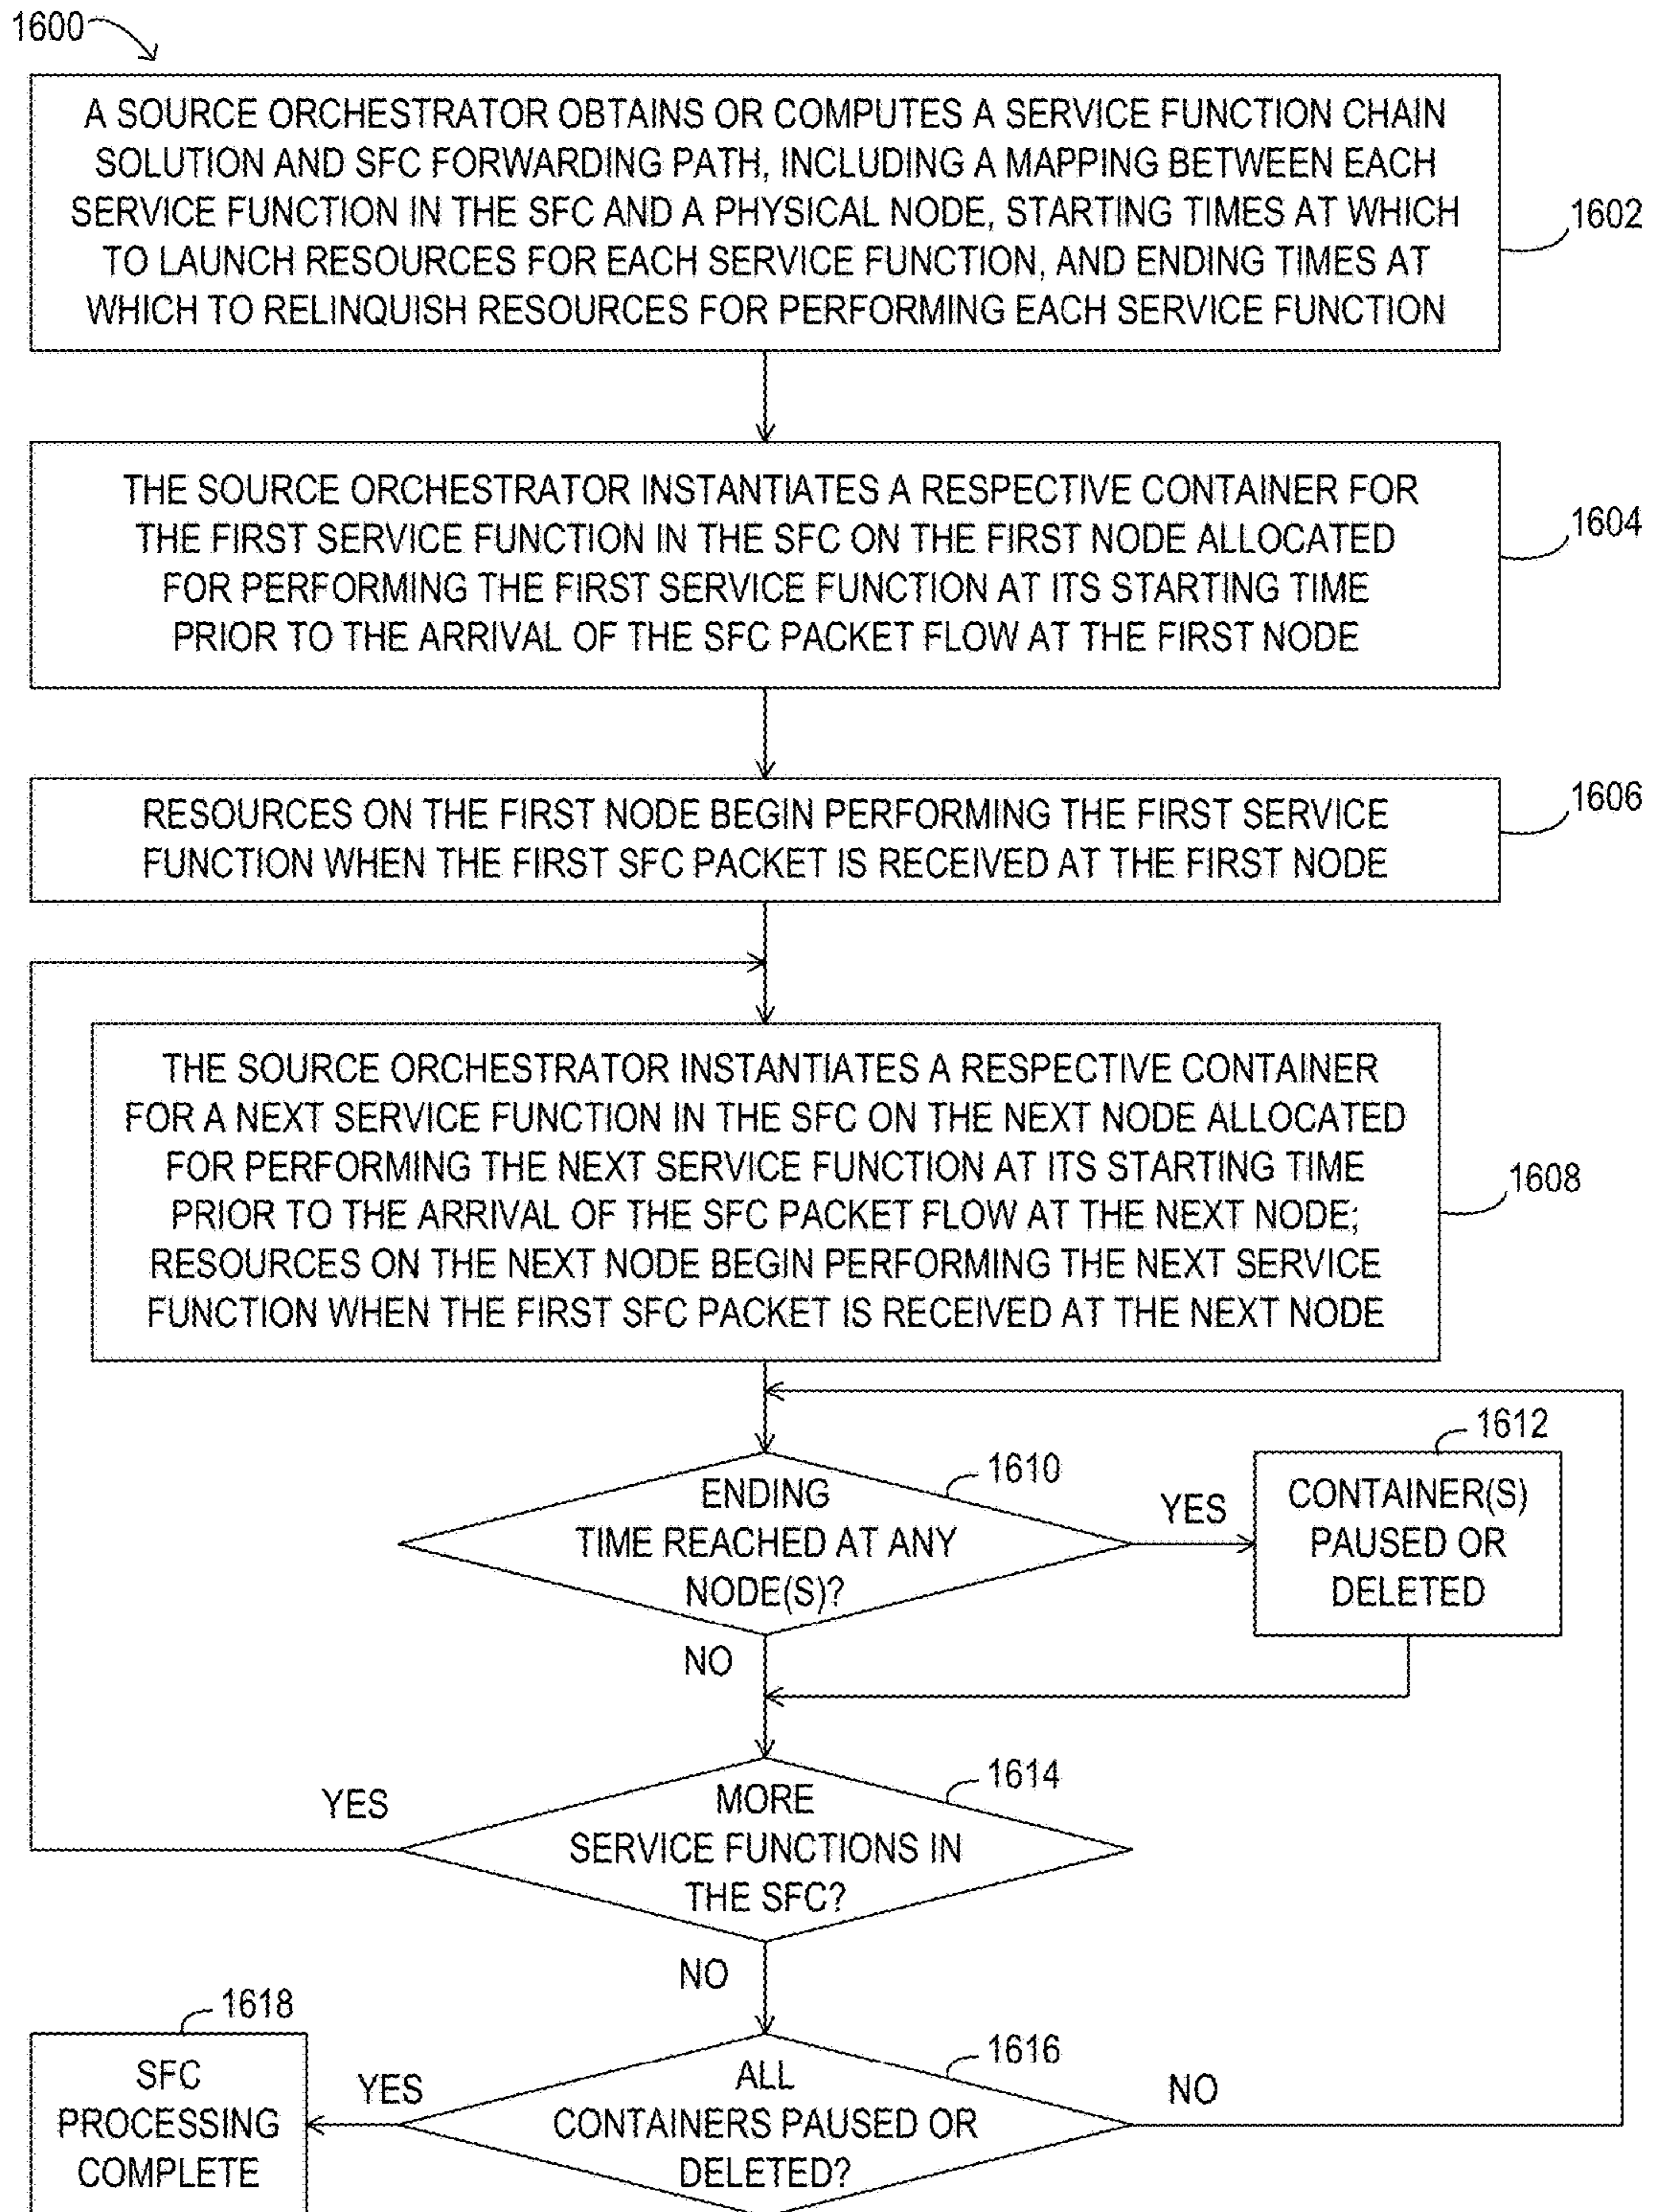 1600
A SOURCE ORCHESTRATOR OBTAINS OR COMPUTES A SERVICE FUNCTION CHAIN
SOLUTION AND SFC FORWARDING PATH, INCLUDING A MAPPING BETWEEN EACH
SERVICE FUNCTION IN THE SFC AND A PHYSICAL NODE, STARTING TIMES AT WHICH
TO LAUNCH RESOURCES FOR EACH SERVICE FUNCTION, AND ENDING TIMES AT
WHICH TO RELINQUISH RESOURCES FOR PERFORMING EACH SERVICE FUNCTION
1602
THE SOURCE ORCHESTRATOR INSTANTIATES A RESPECTIVE CONTAINER FOR
THE FIRST SERVICE FUNCTION IN THE SFC ON THE FIRST NODE ALLOCATED
FOR PERFORMING THE FIRST SERVICE FUNCTION AT ITS STARTING TIME
PRIOR TO THE ARRIVAL OF THE SFC PACKET FLOW AT THE FIRST NODE
1604
RESOURCES ON THE FIRST NODE BEGIN PERFORMING THE FIRST SERVICE
FUNCTION WHEN THE FIRST SFC PACKET IS RECEIVED AT THE FIRST NODE
1606
THE SOURCE ORCHESTRATOR INSTANTIATES A RESPECTIVE CONTAINER
FOR A NEXT SERVICE FUNCTION IN THE SFC ON THE NEXT NODE ALLOCATED
FOR PERFORMING THE NEXT SERVICE FUNCTION AT ITS STARTING TIME
PRIOR TO THE ARRIVAL OF THE SFC PACKET FLOW AT THE NEXT NODE;
RESOURCES ON THE NEXT NODE BEGIN PERFORMING THE NEXT SERVICE
FUNCTION WHEN THE FIRST SFC PACKET IS RECEIVED AT THE NEXT NODE
1608
ENDING
TIME REACHED AT ANY
NODE(S)?
1610
YES
1612
CONTAINER(S)
PAUSED OR
DELETED
NO
MORE
SERVICE FUNCTIONS IN
THE SFC?
1614
YES
NO
ALL
CONTAINERS PAUSED OR
DELETED?
1616
NO
YES
1618
SFC
PROCESSING
COMPLETE